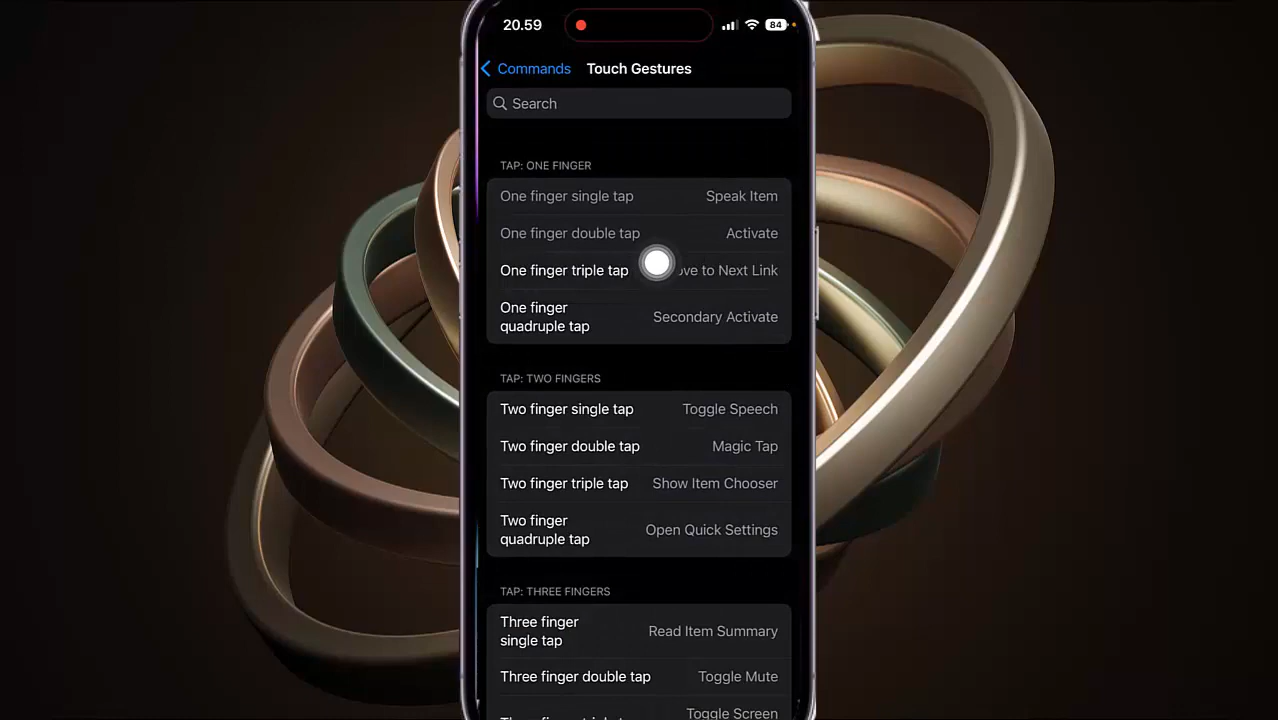 20.59
84
Commands
Touch Gestures
Search
TAP: ONE FINGER
One finger single tap Speak Item
One finger double tap Activate
One finger triple tap to Next Link
One finger
quadruple tap
Secondary Activate
TAP: TWO FINGERS
Two finger single tap Toggle Speech
Two finger double tap Magic Tap
Two finger triple tap Show Item Chooser
Two finger
quadruple tap
Open Quick Settings
TAP: THREE FINGERS
Three finger
single tap
Read Item Summary
Three finger double tap Toggle Mute
Toggle Screen